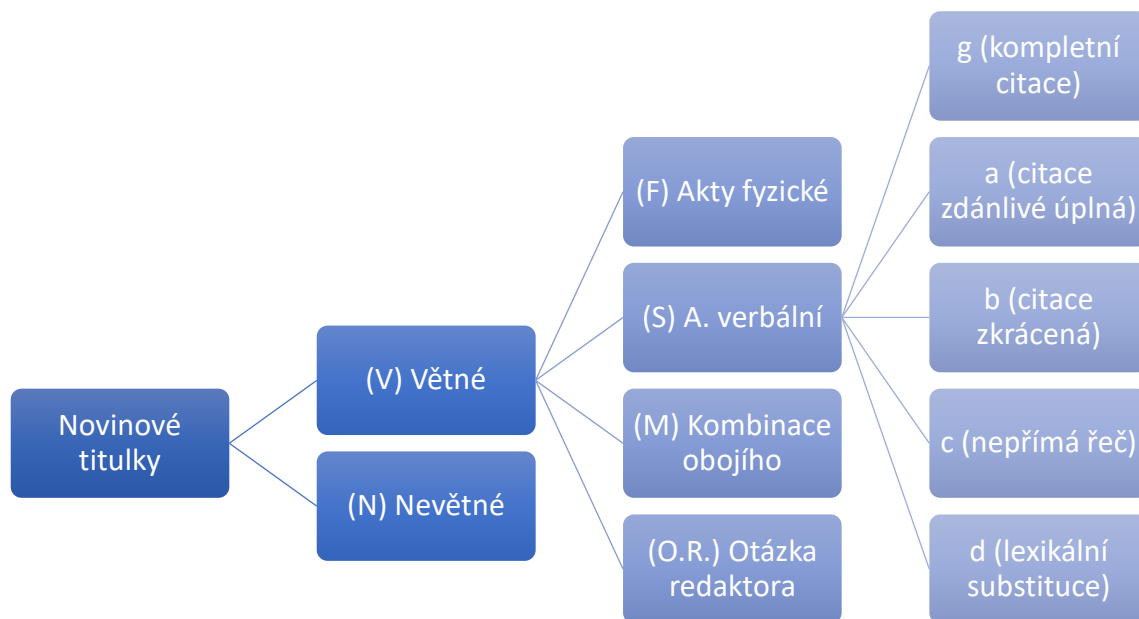 Novinové
titulky
(V) Větné
(N) Nevětné
(F) Akty fyzické
(S) A. verbální
(M) Kombinace
obojího
(O.R.) Otázka
redaktora
g (kompletní
citace)
a (citace
zdánlivé úplná)
b (citace
zkrácená)
c (nepřímá řeč)
d (lexikální
substituce)